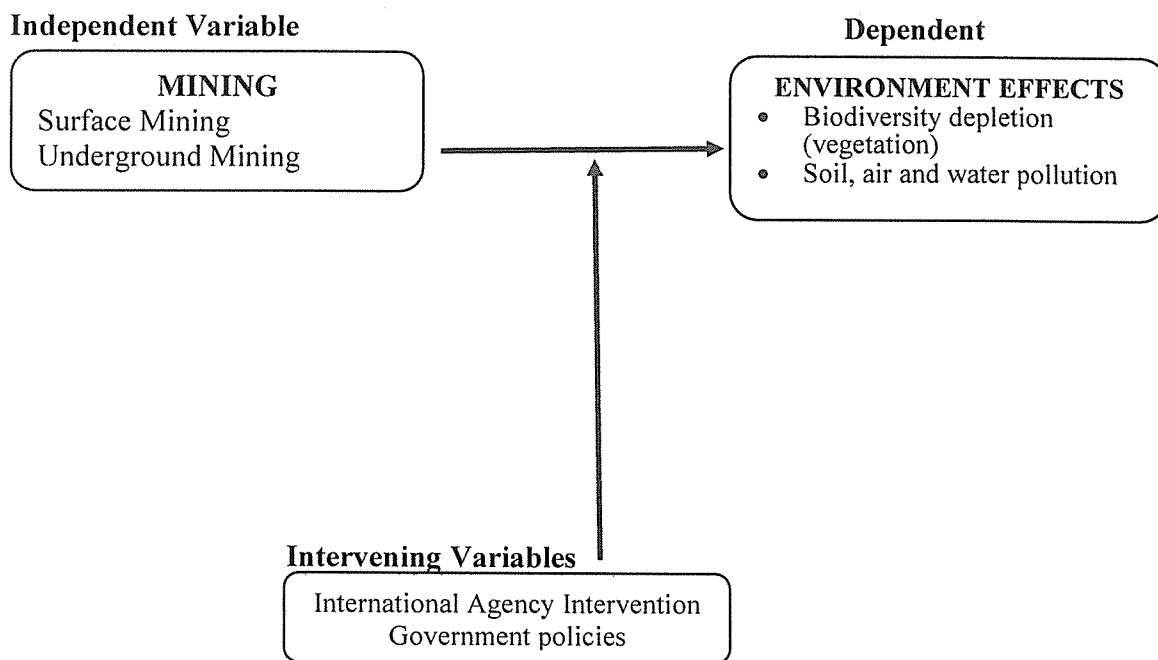 Independent Variable
MINING
Surface Mining
Underground Mining
Dependent
ENVIRONMENT EFFECTS
• Biodiversity depletion
(vegetation)
• Soil, air and water pollution
Intervening Variables
International Agency Intervention
Government policies